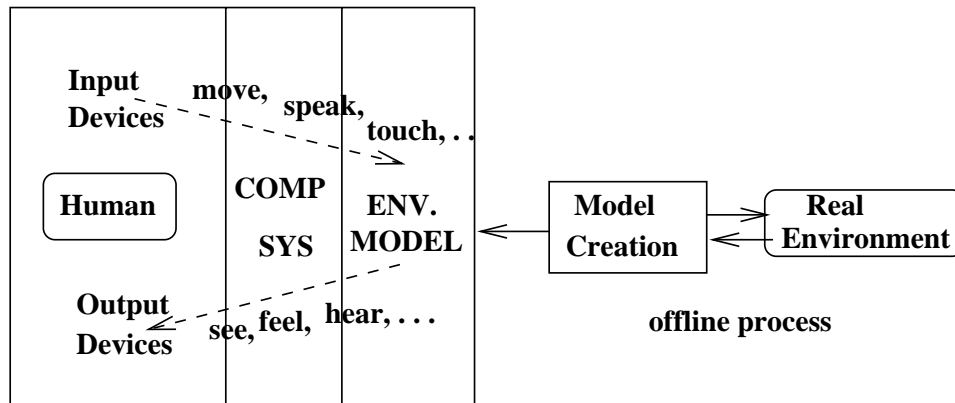 Input
Devices
move,
speak,
touch, . .
Human
COMP
SYS
ENV.
MODEL
Output
Devices
see,
feel,
hear, . . .
Model
Creation
Real
Environment
offline process